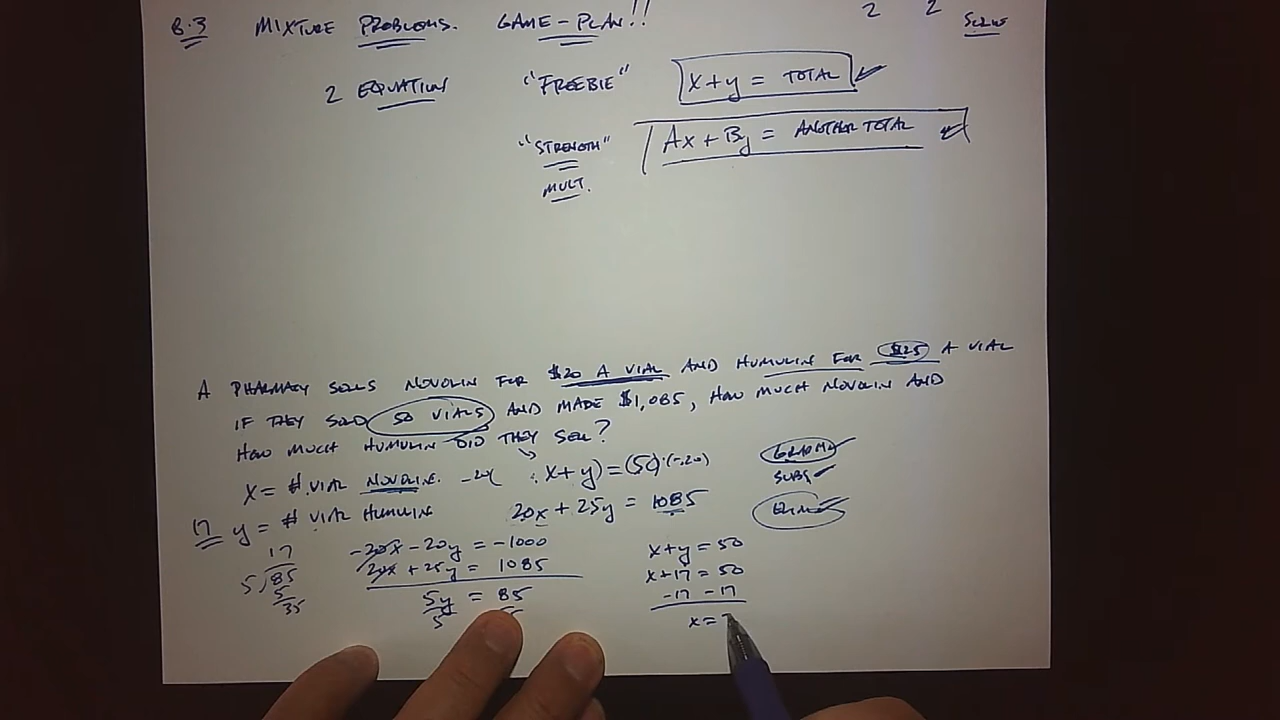 8.3 MIXTURE PROBLEMS. GAME-PLAN!! 2 2
2 EQUATION "FREEBIE" x+y = TOTAL
"STRENGTH" Ax + By = ANOTHER TOTAL
MULT.
A PHARMACY SELLS NOVOLIN FOR $20 A VIAL AND HUMULIN FOR $25 A VIAL
IF THEY SOLD 50 VIALS AND MADE $1,085, HOW MUCH NOVOLIN AND
HOW MUCH HUMULIN DID THEY SELL?
x = # VIAL NOVOLINE. -20( x+y)=(50)·(-20)
SUBS
17 y = # VIAL HUMULIN 20x + 25y = 1085
ELIM
17
5 85
5
35
-20x - 20y = -1000
20x + 25y = 1085
5y = 85
5
x+y = 50
x+17 = 50
-17 -17
x =